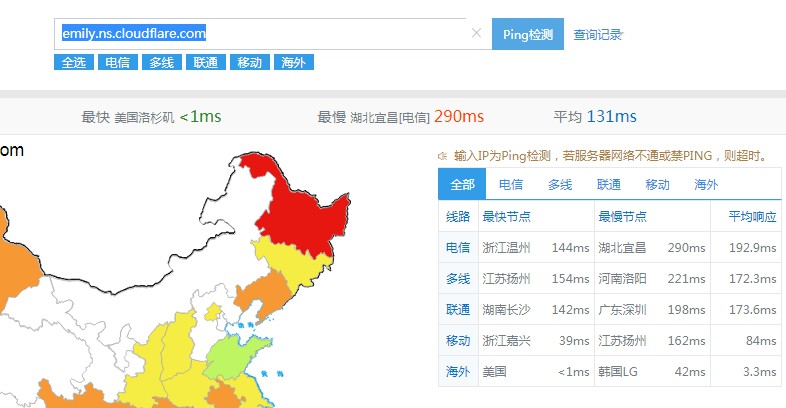 emily.ns.cloudflare.com × Ping检测 查询记录
全选 电信 多线 联通 移动 海外
最快 美国洛杉矶 <1ms 最慢 湖北宜昌[电信] 290ms 平均 131ms
om
输入IP为Ping检测，若服务器网络不通或禁PING，则超时。
全部 电信 多线 联通 移动 海外
线路 最快节点 最慢节点 平均响应
电信 浙江温州 144ms 湖北宜昌 290ms 192.9ms
多线 江苏扬州 154ms 河南洛阳 221ms 172.3ms
联通 湖南长沙 142ms 广东深圳 198ms 173.6ms
移动 浙江嘉兴 39ms 江苏扬州 162ms 84ms
海外 美国 <1ms 韩国LG 42ms 3.3ms
渤海
黄海